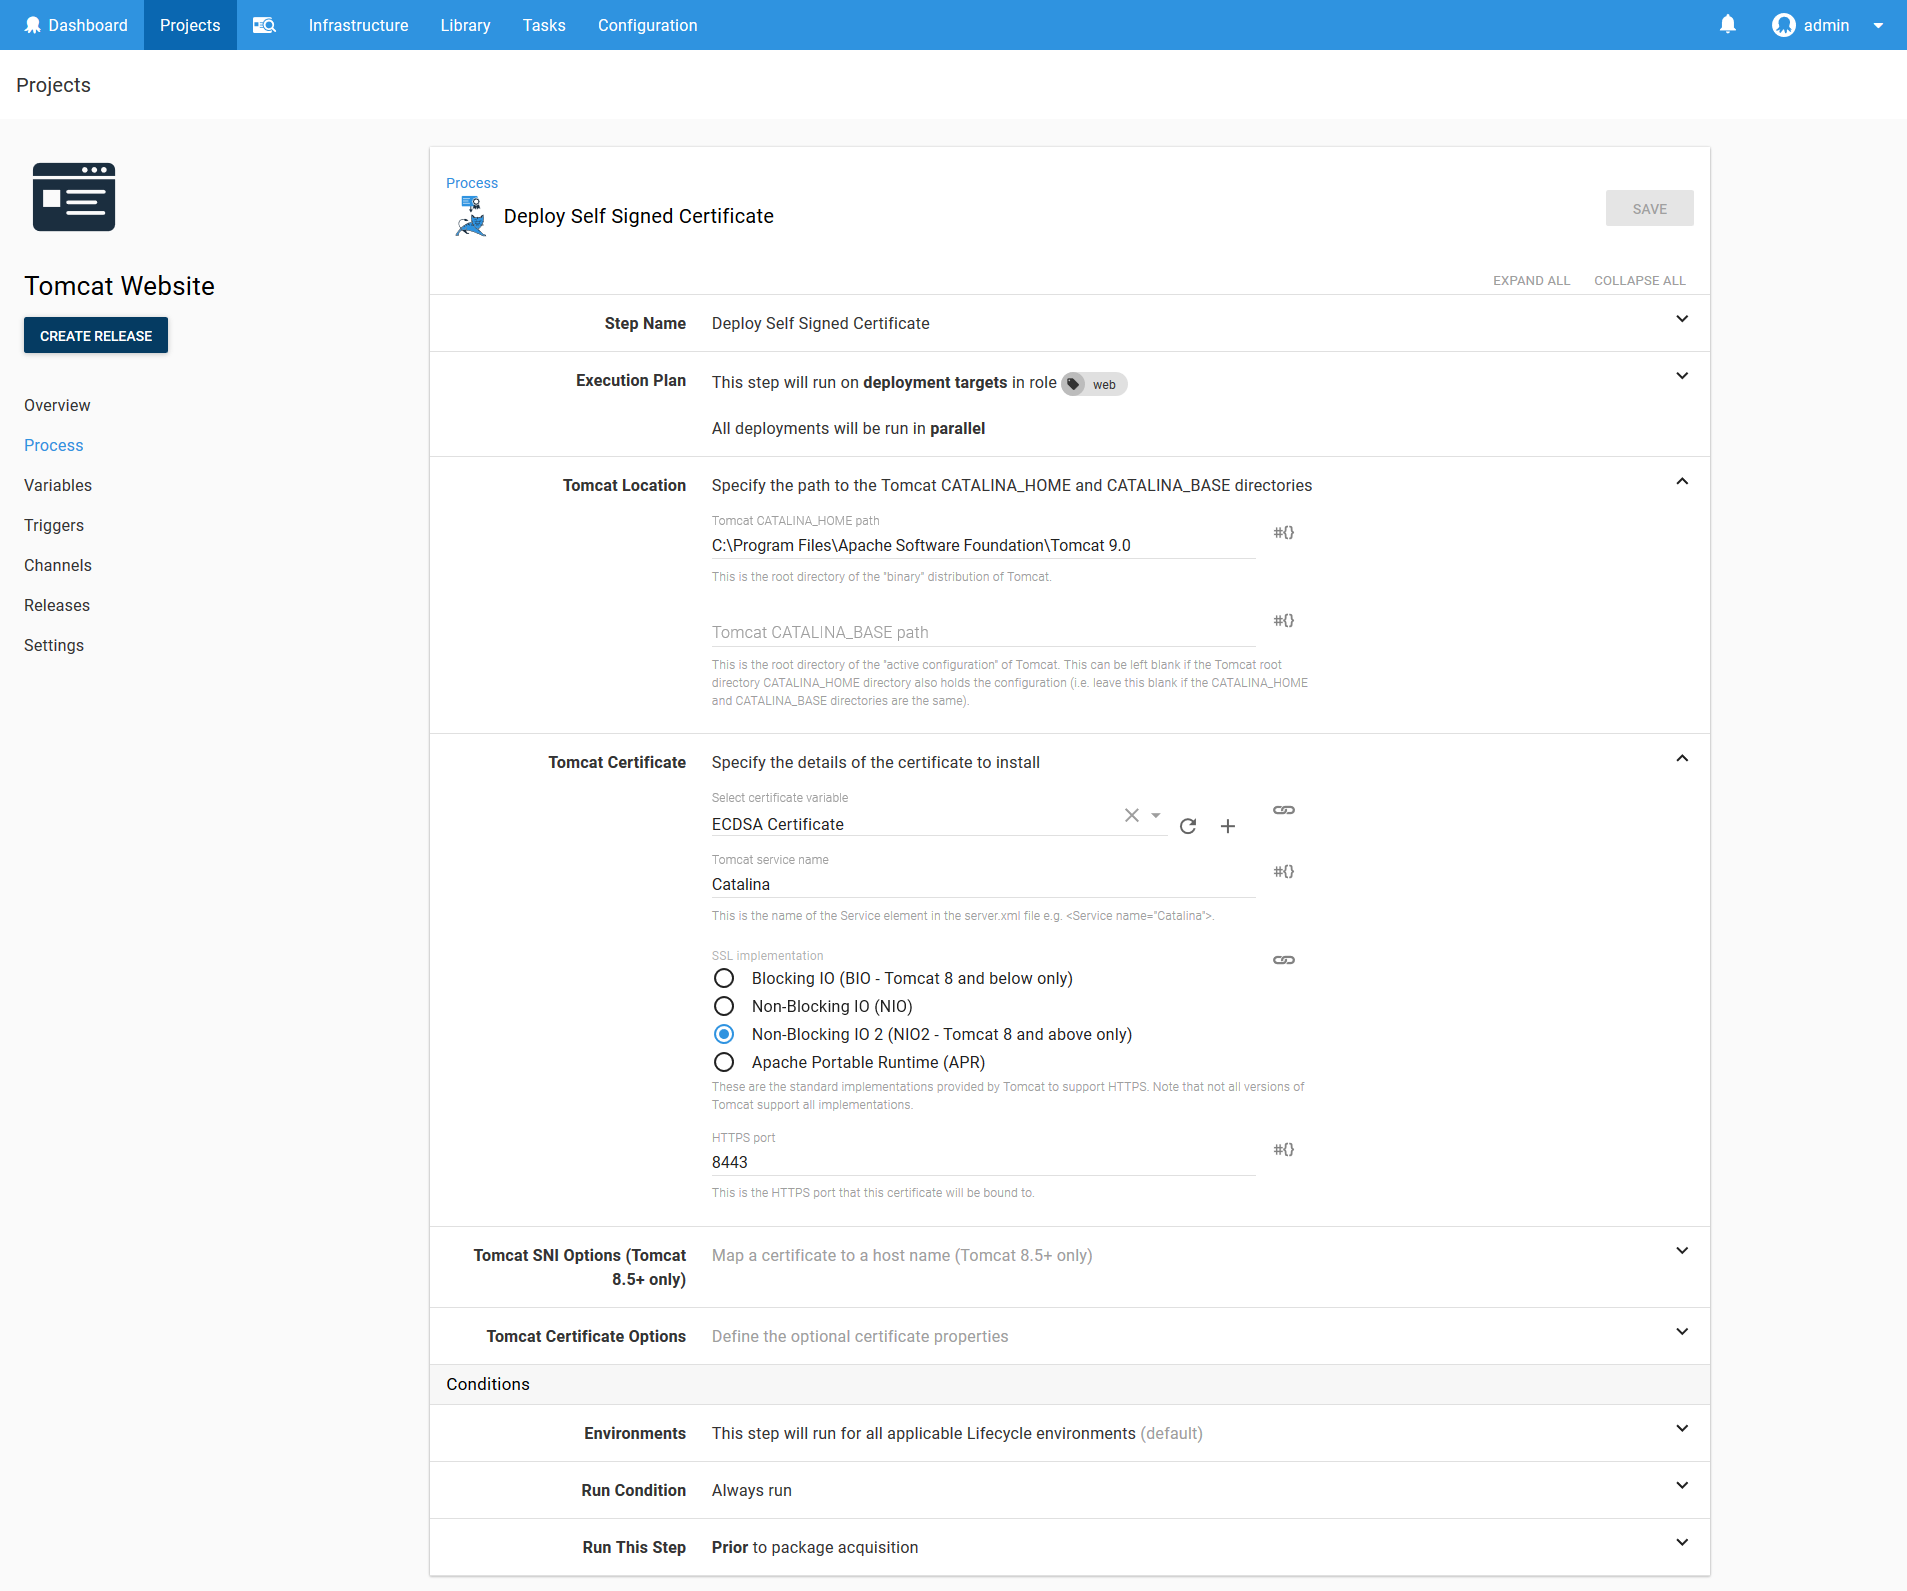 Dashboard
Projects
Infrastructure
Library
Tasks
Configuration
admin
Projects
Tomcat Website
CREATE RELEASE
Overview
Process
Variables
Triggers
Channels
Releases
Settings
Process
Deploy Self Signed Certificate
SAVE
EXPAND ALL
COLLAPSE ALL
Step Name
Deploy Self Signed Certificate
Execution Plan
This step will run on deployment targets in role web
All deployments will be run in parallel
Tomcat Location
Specify the path to the Tomcat CATALINA_HOME and CATALINA_BASE directories
Tomcat CATALINA_HOME path
C:\Program Files\Apache Software Foundation\Tomcat 9.0
#{}
This is the root directory of the "binary" distribution of Tomcat.
Tomcat CATALINA_BASE path
#{}
This is the root directory of the "active configuration" of Tomcat. This can be left blank if the Tomcat root
directory CATALINA_HOME directory also holds the configuration (i.e. leave this blank if the CATALINA_HOME
and CATALINA_BASE directories are the same).
Tomcat Certificate
Specify the details of the certificate to install
Select certificate variable
ECDSA Certificate
Tomcat service name
Catalina
#{}
This is the name of the Service element in the server.xml file e.g. <Service name="Catalina">.
SSL implementation
Blocking IO (BIO - Tomcat 8 and below only)
Non-Blocking IO (NIO)
Non-Blocking IO 2 (NIO2 - Tomcat 8 and above only)
Apache Portable Runtime (APR)
These are the standard implementations provided by Tomcat to support HTTPS. Note that not all versions of
Tomcat support all implementations.
HTTPS port
8443
#{}
This is the HTTPS port that this certificate will be bound to.
Tomcat SNI Options (Tomcat
8.5+ only)
Map a certificate to a host name (Tomcat 8.5+ only)
Tomcat Certificate Options
Define the optional certificate properties
Conditions
Environments
This step will run for all applicable Lifecycle environments (default)
Run Condition
Always run
Run This Step
Prior to package acquisition